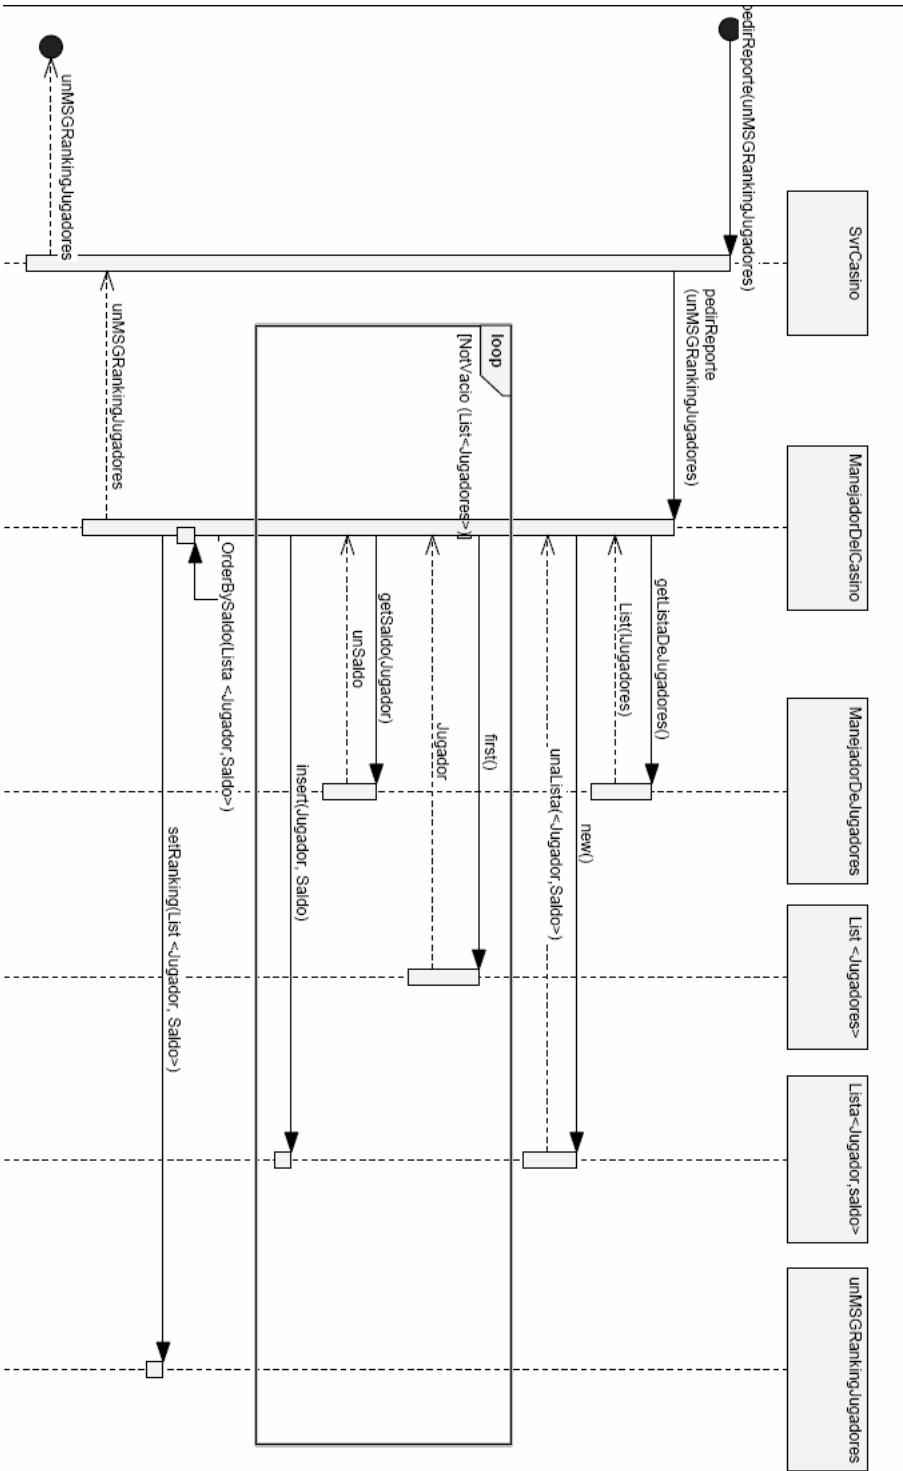 SvrCasino
ManejadorDelCasino
ManejadorDeJugadores
List <Jugadores>
Lista<Jugador,saldo>
unMSGRankingJugadores
pedirReporte(unMSGRankingJugadores)
pedirReporte
(unMSGRankingJugadores)
getListaDeJugadores()
List(IJugadores)
new()
unaLista(<Jugador,Saldo>)
loop
[NotVacio (List<Jugadores>)]
first()
Jugador
getSaldo(Jugador)
unSaldo
insert(Jugador, Saldo)
OrderBySaldo(Lista <Jugador,Saldo>)
setRanking(List <Jugador, Saldo>)
unMSGRankingJugadores
unMSGRankingJugadores